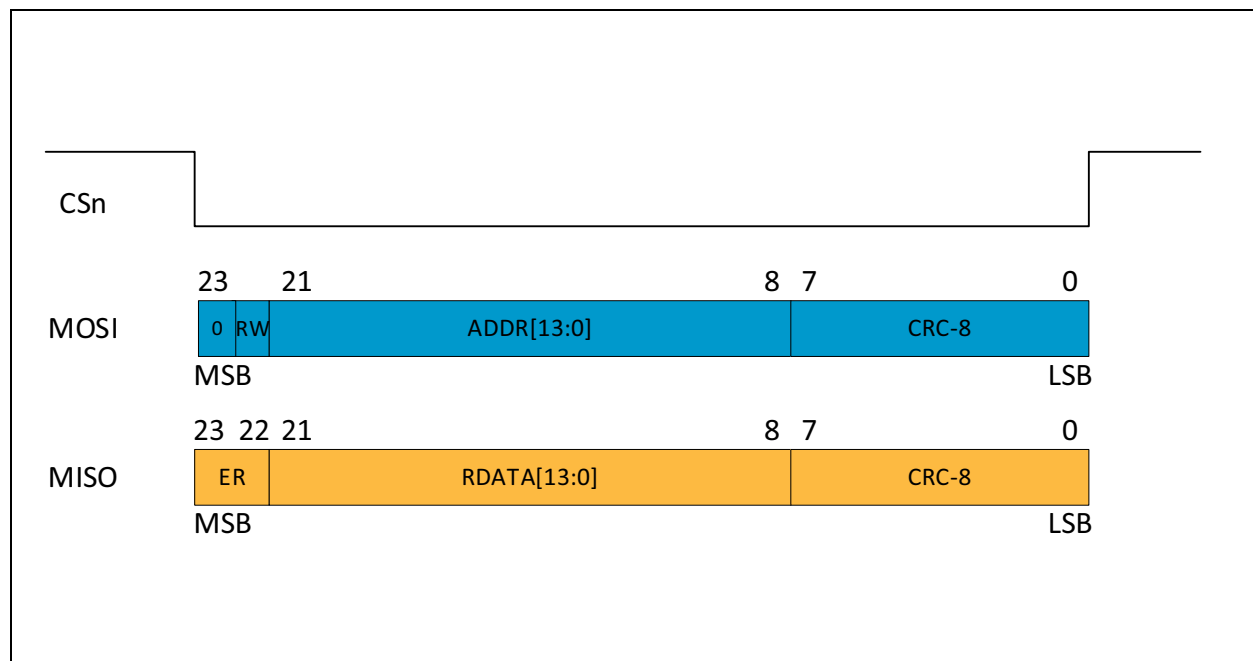 CSn
23 21 8 7 0
MOSI 0 RW ADDR[13:0] CRC-8
MSB LSB
23 22 21 8 7 0
MISO ER RDATA[13:0] CRC-8
MSB LSB